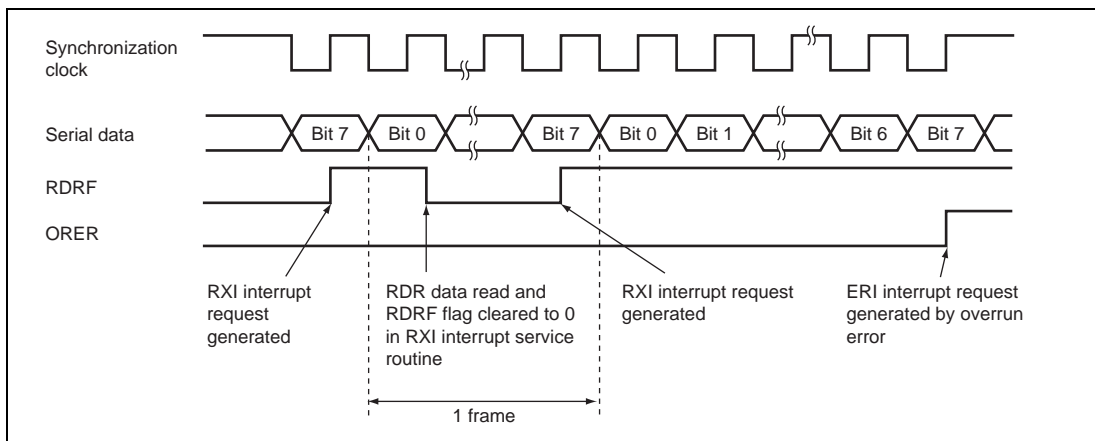 Synchronization
clock
Serial data
Bit 7
Bit 0
Bit 7
Bit 0
Bit 1
Bit 6
Bit 7
RDRF
ORER
RXI interrupt
request
generated
RDR data read and
RDRF flag cleared to 0
in RXI interrupt service
routine
RXI interrupt request
generated
ERI interrupt request
generated by overrun
error
1 frame